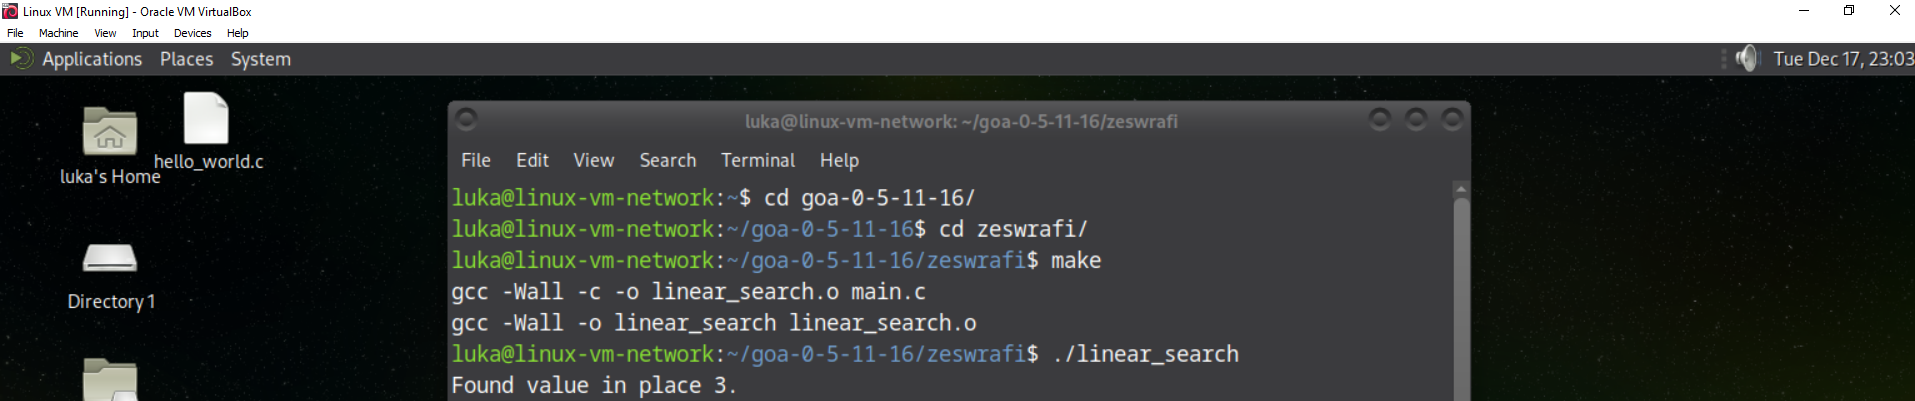 Linux VM [Running] - Oracle VM VirtualBox
File Machine View Input Devices Help
Applications Places System Tue Dec 17, 23:03
hello_world.c
luka's Home
Directory 1
luka@linux-vm-network: ~/goa-0-5-11-16/zeswrafi
File Edit View Search Terminal Help
luka@linux-vm-network:~$ cd goa-0-5-11-16/
luka@linux-vm-network:~/goa-0-5-11-16$ cd zeswrafi/
luka@linux-vm-network:~/goa-0-5-11-16/zeswrafi$ make
gcc -Wall -c -o linear_search.o main.c
gcc -Wall -o linear_search linear_search.o
luka@linux-vm-network:~/goa-0-5-11-16/zeswrafi$ ./linear_search
Found value in place 3.